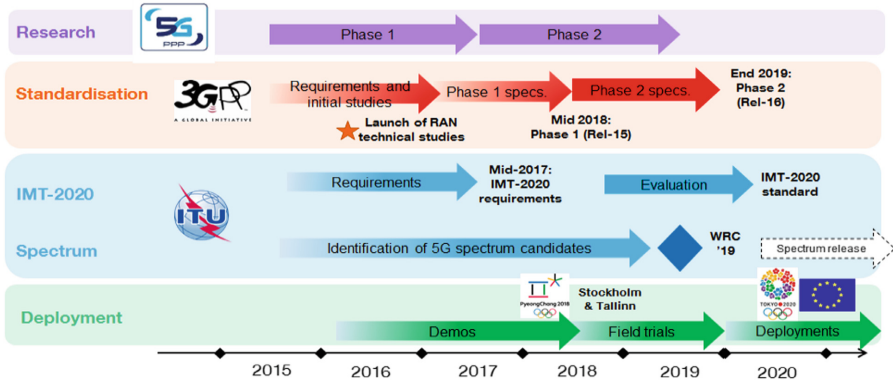 Research
5G
PPP
Phase 1
Phase 2
Standardisation
3GPP
A GLOBAL INITIATIVE
Requirements and
initial studies
Phase 1 specs.
Phase 2 specs.
End 2019:
Phase 2
(Rel-16)
Launch of RAN
technical studies
Mid 2018:
Phase 1 (Rel-15)
IMT-2020
ITU
Requirements
Mid-2017:
IMT-2020
requirements
Evaluation
IMT-2020
standard
Spectrum
Identification of 5G spectrum candidates
WRC
'19
Spectrum release
Deployment
PyeongChang 2018
Stockholm
& Tallinn
TOKYO 2020
Demos
Field trials
Deployments
2015
2016
2017
2018
2019
2020